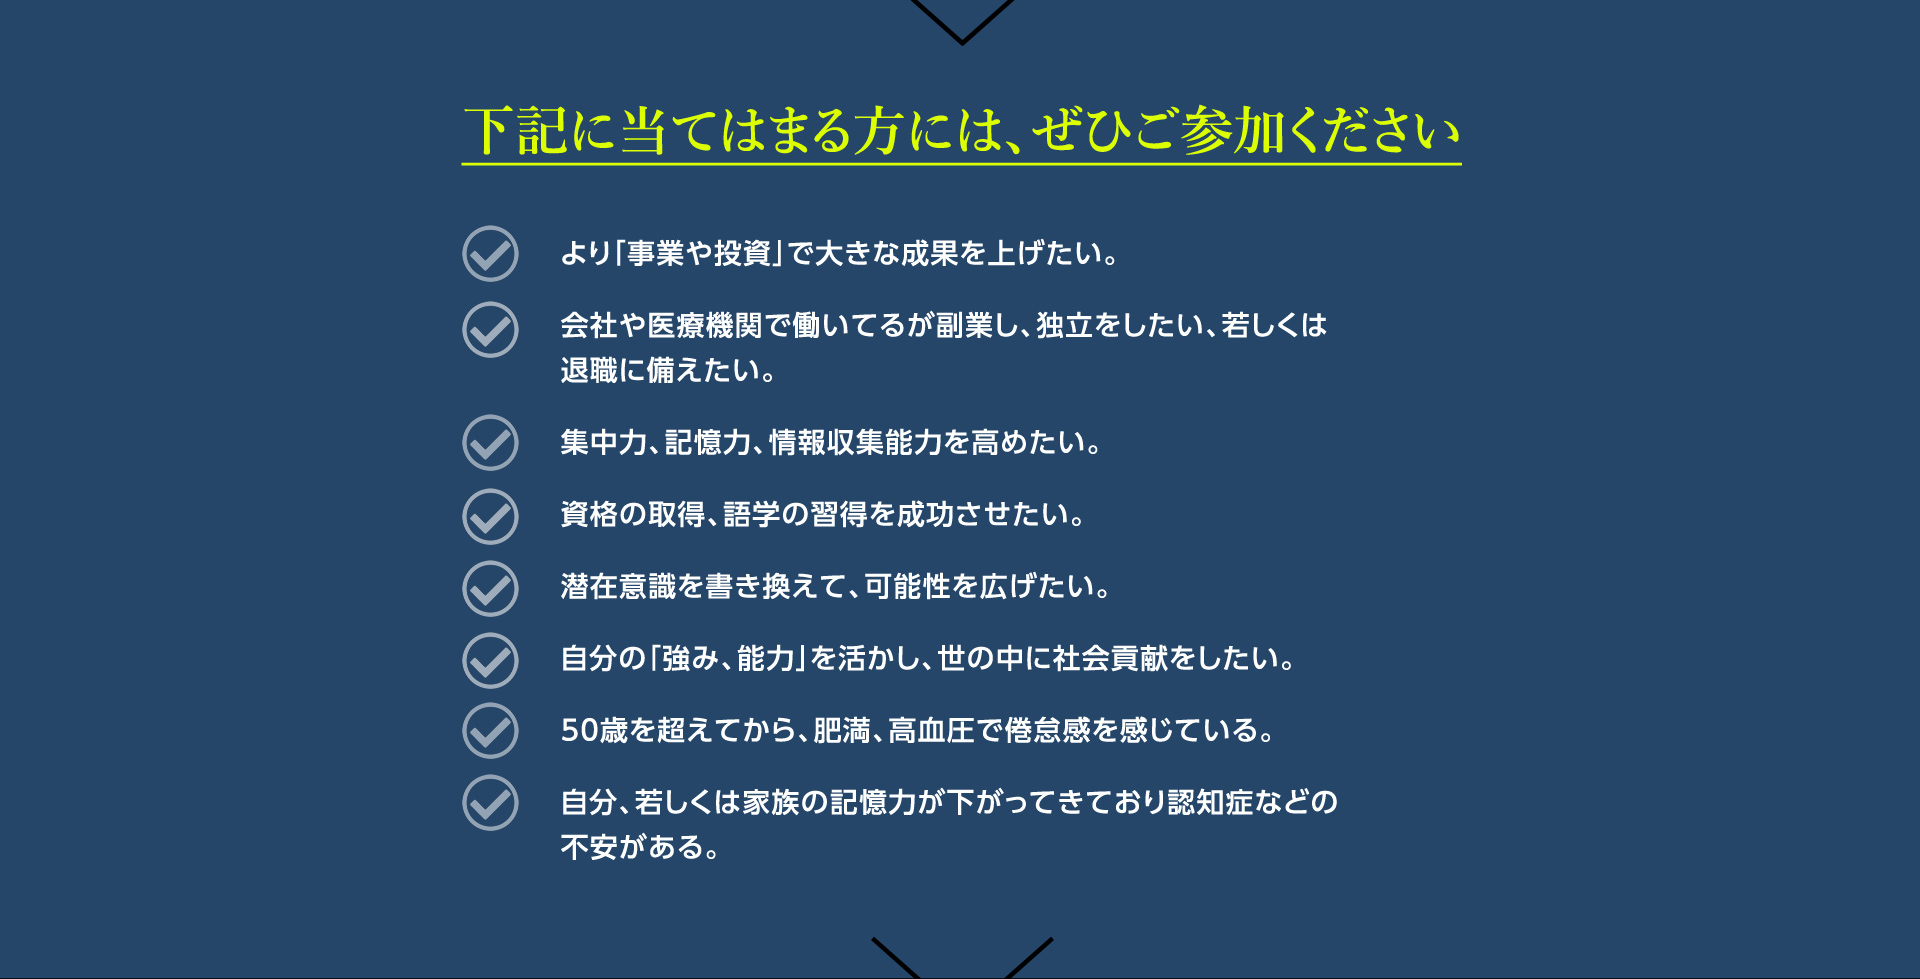 下記に当てはまる方には、ぜひご参加ください
より「事業や投資」で大きな成果を上げたい。
会社や医療機関で働いてるが副業し、独立をしたい、若しくは
退職に備えたい。
集中力、記憶力、情報収集能力を高めたい。
資格の取得、語学の習得を成功させたい。
潜在意識を書き換えて、可能性を広げたい。
自分の「強み、能力」を活かし、世の中に社会貢献をしたい。
50歳を超えてから、肥満、高血圧で倦怠感を感じている。
自分、若しくは家族の記憶力が下がってきており認知症などの
不安がある。